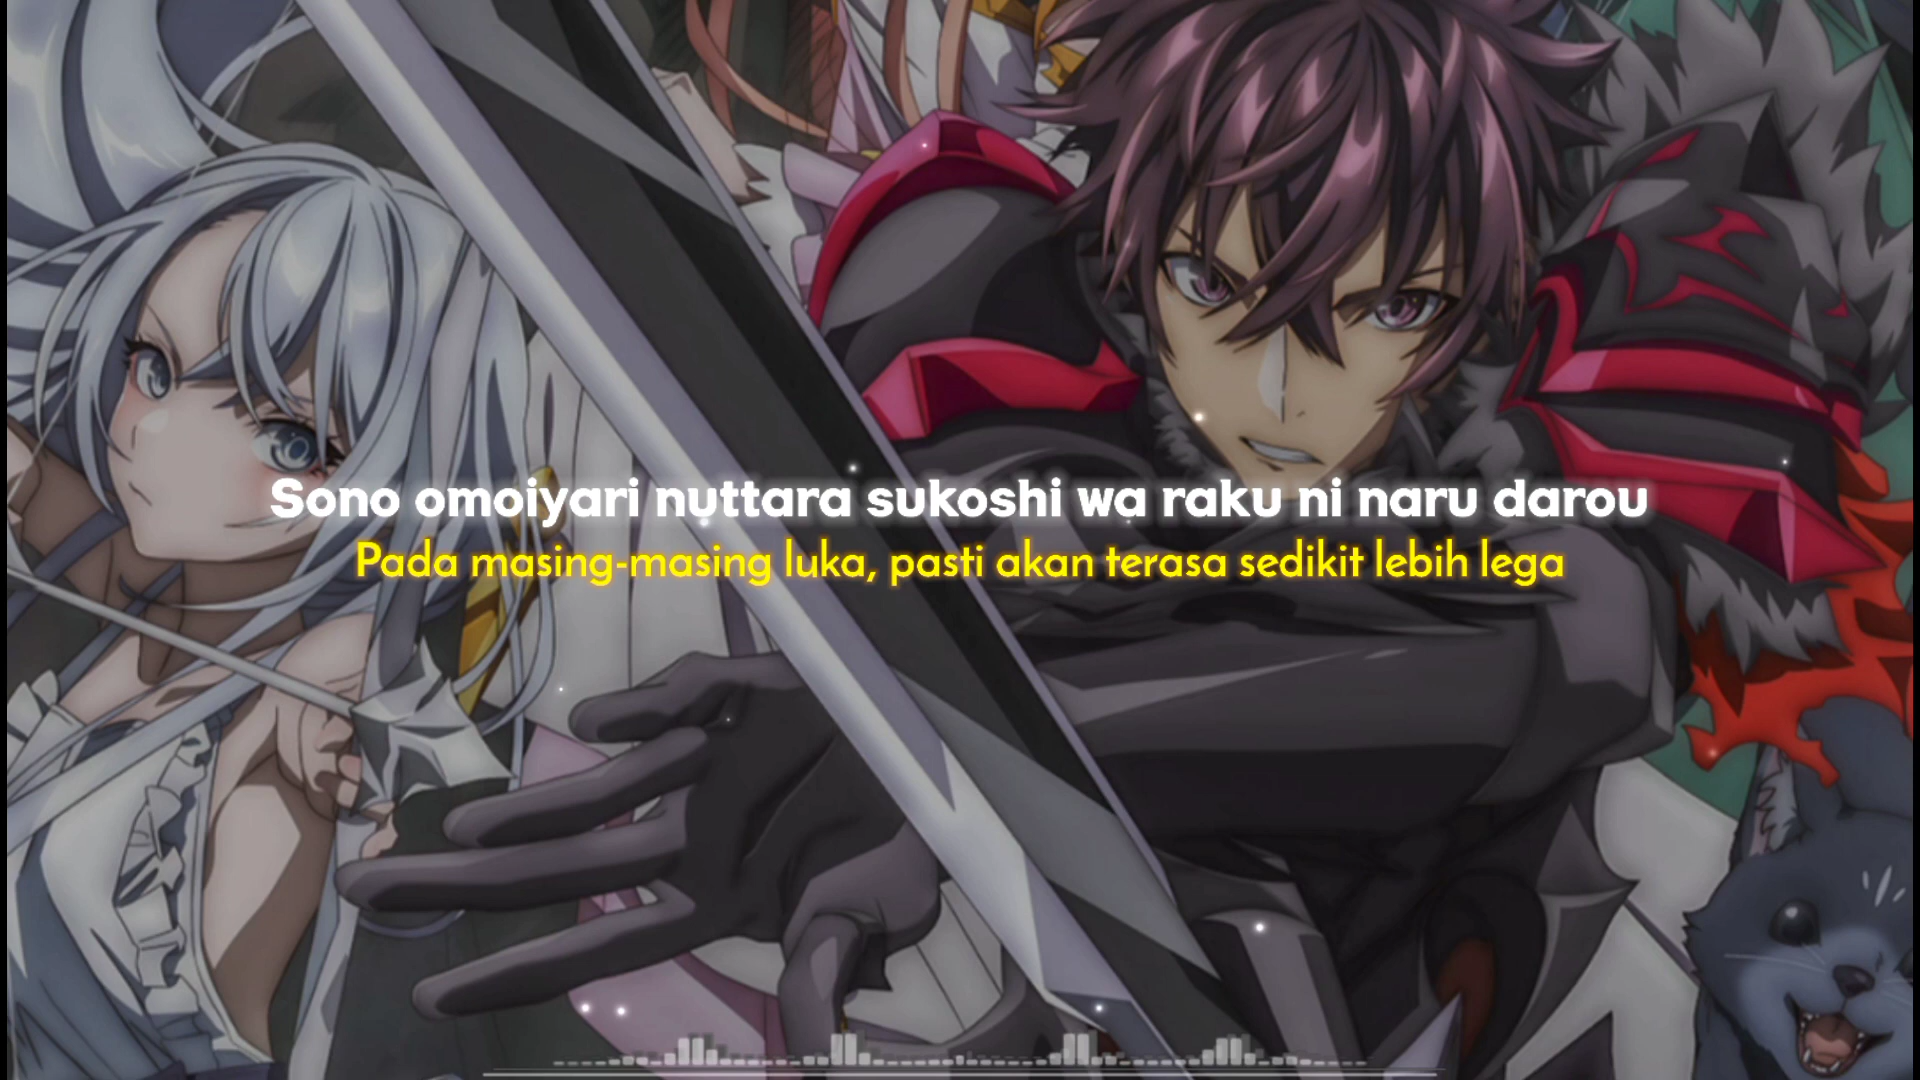 Sono omoiyari nuttara sukoshi wa raku ni naru darou
Pada masing-masing luka, pasti akan terasa sedikit lebih lega